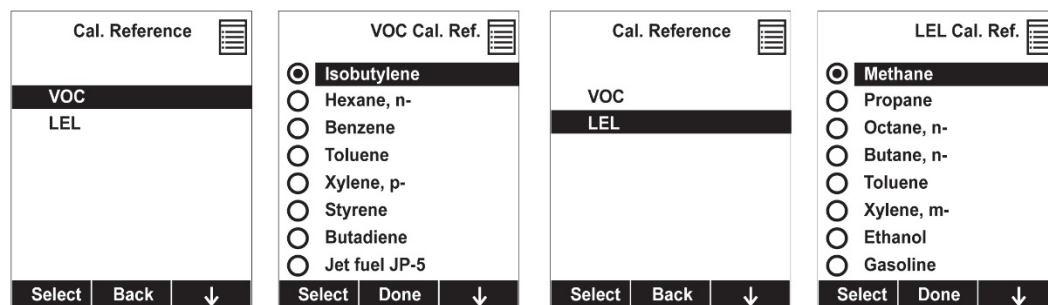 Cal. Reference
VOC
LEL
Select Back ↓
VOC Cal. Ref.
Isobutylene
Hexane, n-
Benzene
Toluene
Xylene, p-
Styrene
Butadiene
Jet fuel JP-5
Select Done ↓
Cal. Reference
VOC
LEL
Select Back ↓
LEL Cal. Ref.
Methane
Propane
Octane, n-
Butane, n-
Toluene
Xylene, m-
Ethanol
Gasoline
Select Done ↓